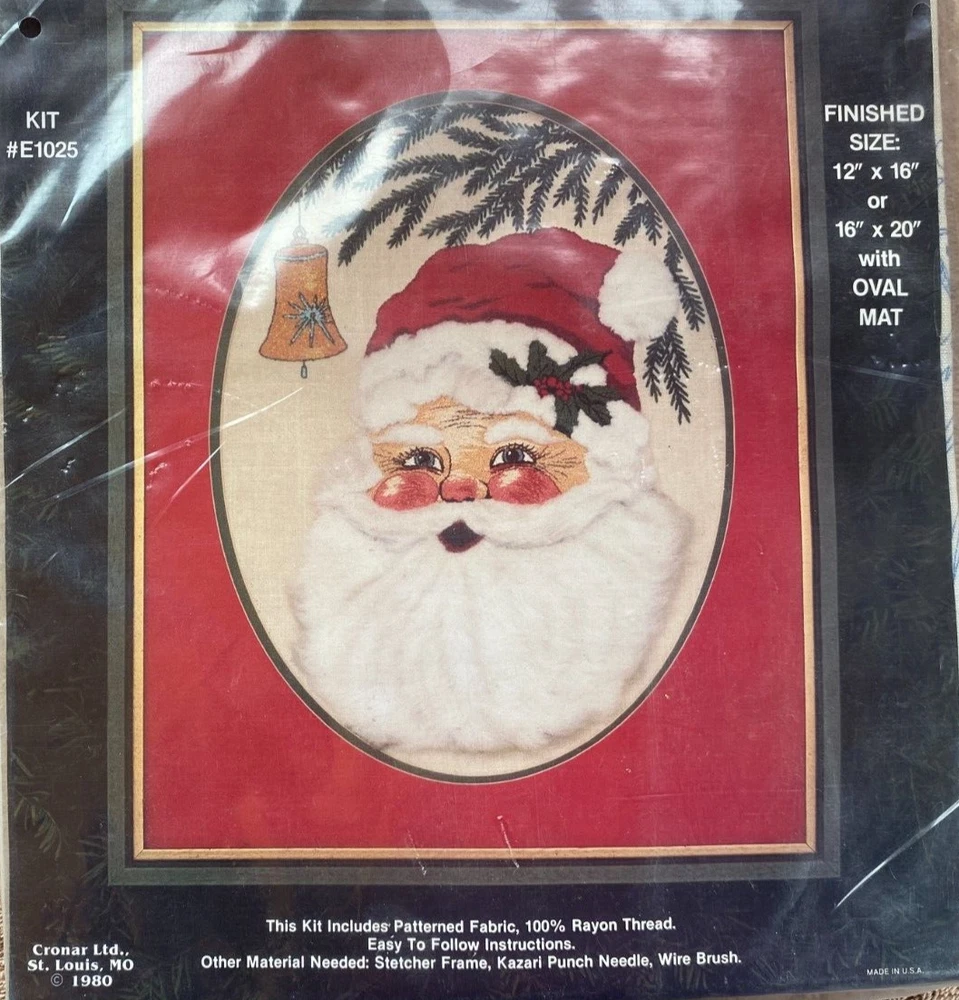 KIT
#E1025
FINISHED
SIZE:
12" x 16"
or
16" x 20"
with
OVAL
MAT
This Kit Includes Patterned Fabric, 100% Rayon Thread.
Easy To Follow Instructions.
Other Material Needed: Stetcher Frame, Kazari Punch Needle, Wire Brush.
Cronar Ltd.,
St. Louis, MO
© 1980
MADE IN U.S.A.